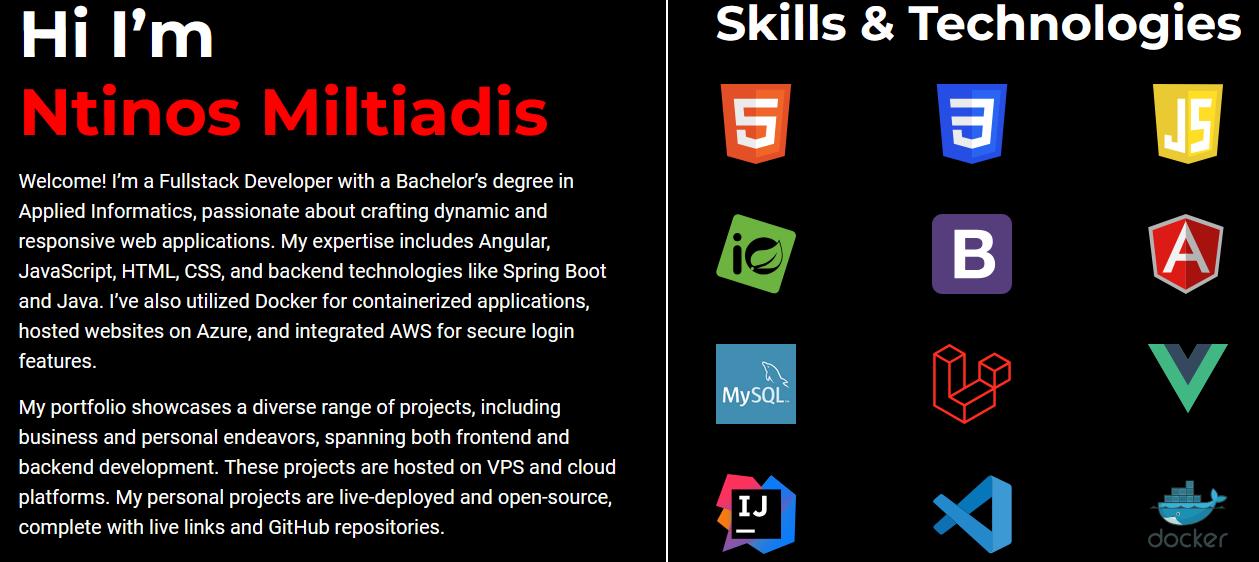 Hi I’m
Ntinos Miltiadis
Welcome! I’m a Fullstack Developer with a Bachelor’s degree in
Applied Informatics, passionate about crafting dynamic and
responsive web applications. My expertise includes Angular,
JavaScript, HTML, CSS, and backend technologies like Spring Boot
and Java. I’ve also utilized Docker for containerized applications,
hosted websites on Azure, and integrated AWS for secure login
features.
My portfolio showcases a diverse range of projects, including
business and personal endeavors, spanning both frontend and
backend development. These projects are hosted on VPS and cloud
platforms. My personal projects are live-deployed and open-source,
complete with live links and GitHub repositories.
Skills & Technologies
5
3
JS
i
B
A
MySQL
IJ
docker